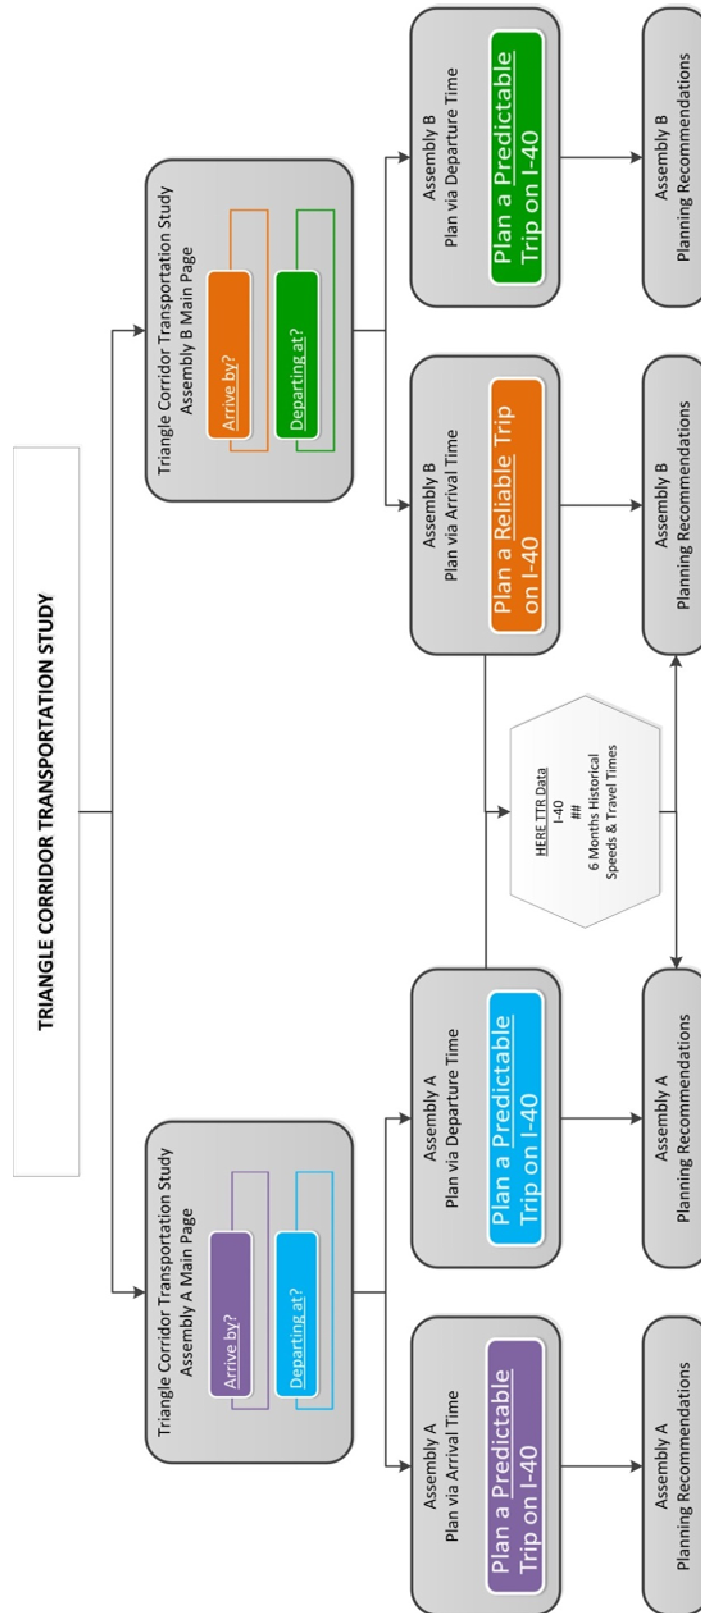 TRIANGLE CORRIDOR TRANSPORTATION STUDY
Triangle Corridor Transportation Study
Assembly A Main Page
Arrive by?
Departing at?
Triangle Corridor Transportation Study
Assembly B Main Page
Arrive by?
Departing at?
Assembly A
Plan via Arrival Time
Plan a Predictable
Trip on I-40
Assembly A
Plan via Departure Time
Plan a Predictable
Trip on I-40
Assembly B
Plan via Arrival Time
Plan a Reliable Trip
on I-40
Assembly B
Plan via Departure Time
Plan a Predictable
Trip on I-40
HERE TTR Data
I-40
##
6 Months Historical
Speeds & Travel Times
Assembly A
Planning Recommendations
Assembly A
Planning Recommendations
Assembly B
Planning Recommendations
Assembly B
Planning Recommendations